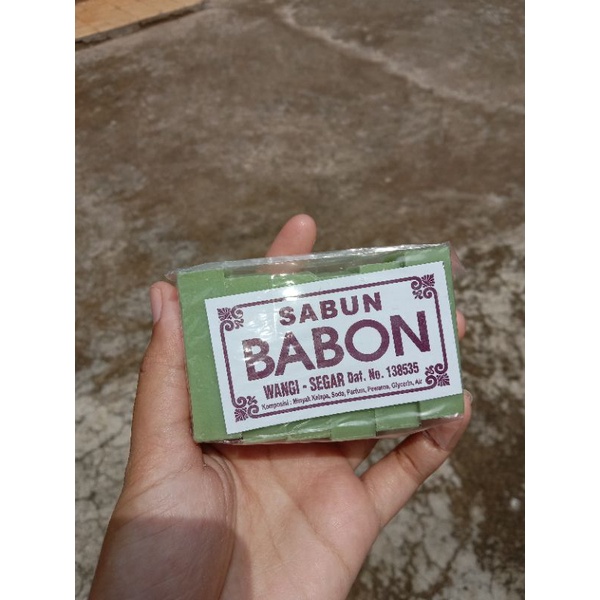 SABUN
BABON
WANGI - SEGAR Daf. No. 138535
Komposisi : Minyak Kelapa, Soda, Parfum, Pewarna, Glycerin, Air